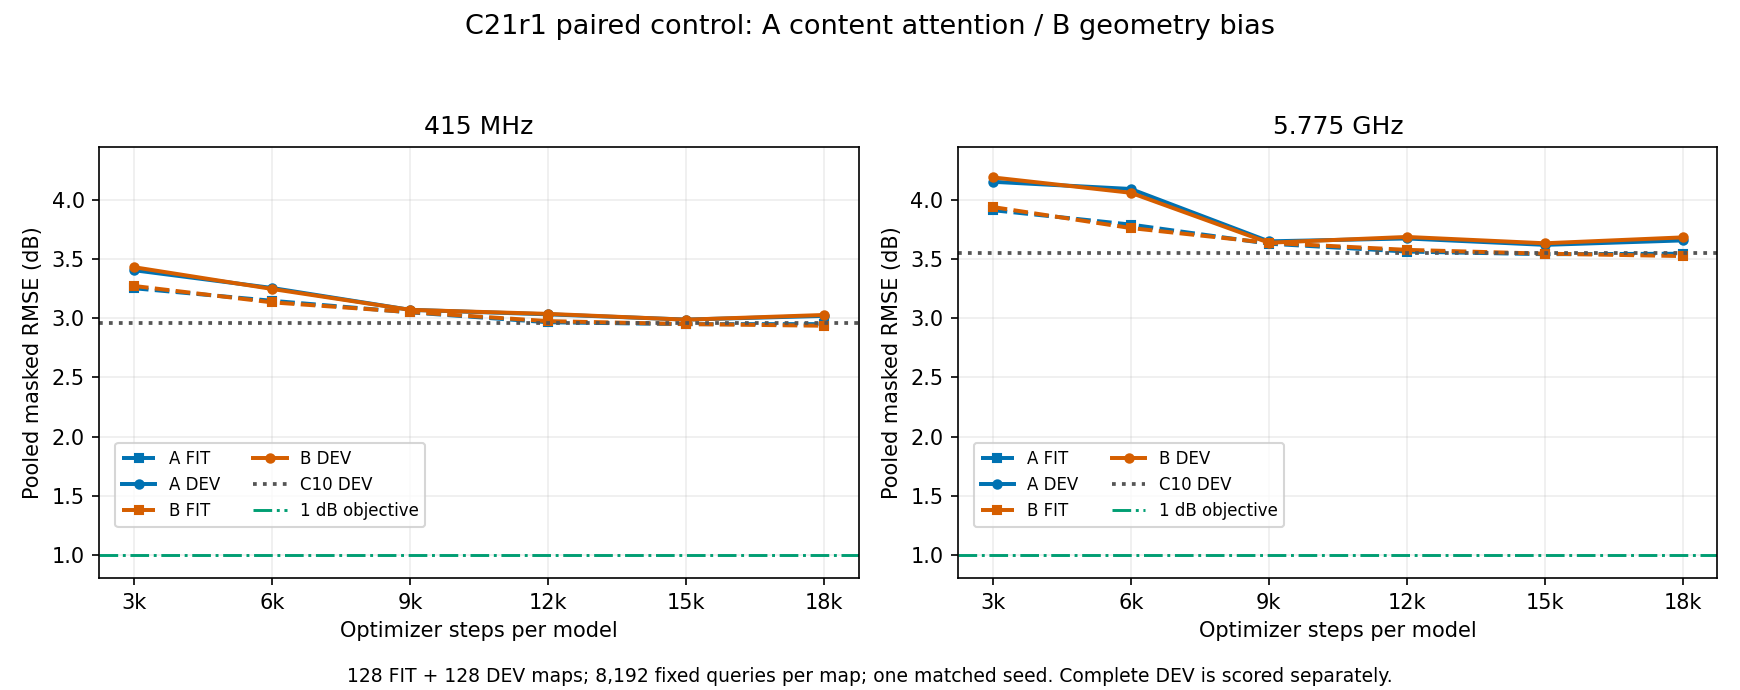 C21r1 paired control: A content attention / B geometry bias
415 MHz
Pooled masked RMSE (dB)
4.0
3.5
3.0
2.5
2.0
1.5
1.0
A FIT
A DEV
B FIT
B DEV
C10 DEV
1 dB objective
3k 6k 9k 12k 15k 18k
Optimizer steps per model
5.775 GHz
Pooled masked RMSE (dB)
4.0
3.5
3.0
2.5
2.0
1.5
1.0
A FIT
A DEV
B FIT
B DEV
C10 DEV
1 dB objective
3k 6k 9k 12k 15k 18k
Optimizer steps per model
128 FIT + 128 DEV maps; 8,192 fixed queries per map; one matched seed. Complete DEV is scored separately.